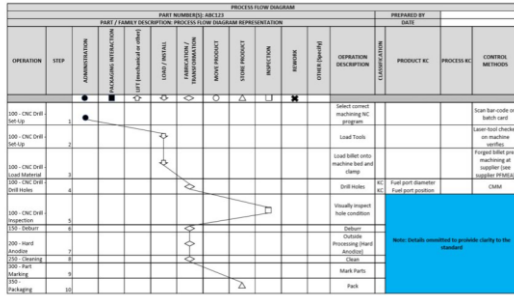 PROCESS FLOW DIAGRAM
PART NUMBER(S): ABC123
PREPARED BY
PART / FAMILY DESCRIPTION: PROCESS FLOW DIAGRAM REPRESENTATION
DATE
OPERATION
STEP
ADMINISTRATION
PACKAGING INTERACTION
LIFT (mechanical or other)
LOAD / INSTALL
FABRICATION /
TRANSFORMATION
MOVE PRODUCT
STORE PRODUCT
INSPECTION
REWORK
OTHER (Specify)
OEPRATION
DESCRIPTION
CLASSIFICATION
PRODUCT KC
PROCESS KC
CONTROL
METHODS
100 - CNC Drill -
Set-Up
1
Select correct
machining NC
program
Scan bar-code on
batch card
100 - CNC Drill -
Set-Up
2
Load Tools
Laser-tool checked
on machine
verifies
100 - CNC Drill -
Load Material
3
Load billet onto
machine bed and
clamp
Forged billet pre
machining at
supplier (see
supplier PFMEA)
100 - CNC Drill -
Drill Holes
4
Drill Holes
KC
KC
Fuel port diameter
Fuel port position
CMM
100 - CNC Drill -
Inspection
5
Visually inspect
hole condition
150 - Deburr
6
Deburr
200 - Hard
Anodize
7
Outside
Processing (Hard
Anodize)
250 - Cleaning
8
Clean
300 - Part
Marking
9
Mark Parts
350 -
Packaging
10
Pack
Note: Details ommitted to provide clarity to the
standard